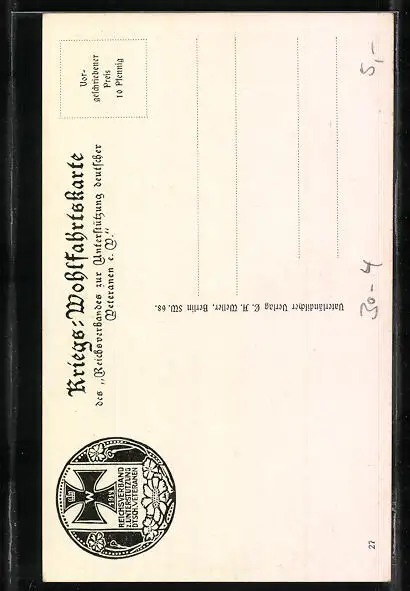 Kriegs-Wohlfahrtskarte
des „Reichsverbandes zur Unterstützung deutscher
Veteranen e. V.“
Vor-
geschriebener
Preis
10 Pfennig
W
1914
REICHSVERBAND
Z. UNTERSTÜTZUNG
DTSCH. VETERANEN
Vaterländischer Verlag C. A. Weller, Berlin SW. 68.
27
30-4
5,-